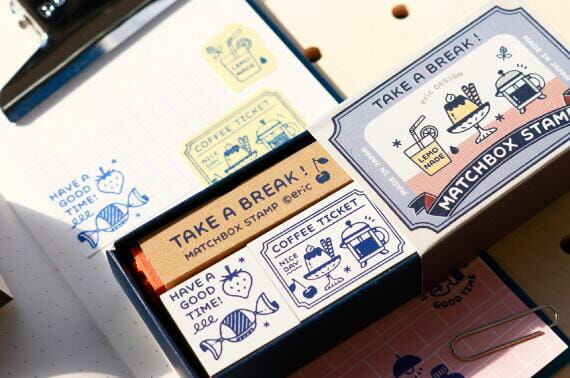 LEMO
NADE
COFFEE TICKET
NICE
DAY
HAVE A
GOOD
TIME!
TAKE A BREAK!
MATCHBOX STAMP ©eric
HAVE A
GOOD
TIME!
COFFEE TICKET
NICE
DAY
TAKE A BREAK!
eric DESIGN
MADE IN JAPAN
LEMO
NADE
MADE IN JAPAN
MATCHBOX STAMP
GOOD TIME